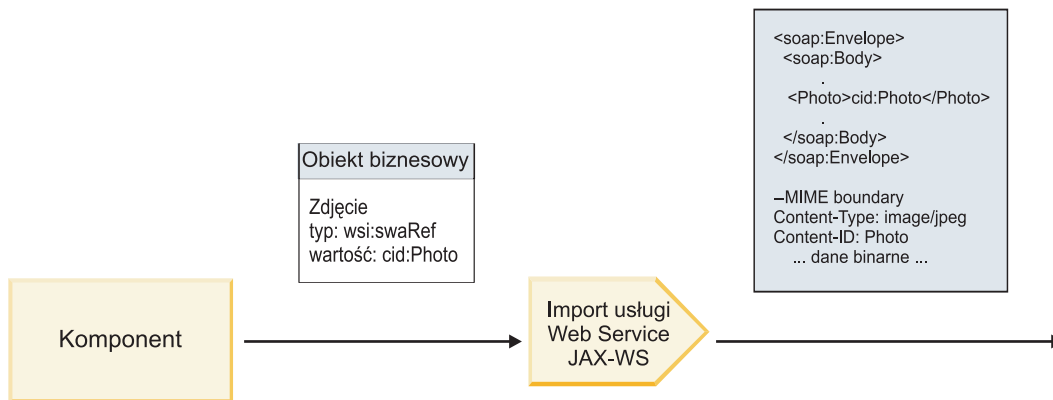 Komponent
Obiekt biznesowy
Zdjęcie
typ: wsi:swaRef
wartość: cid:Photo
Import usługi
Web Service
JAX-WS
<soap:Envelope>
<soap:Body>
.
<Photo>cid:Photo</Photo>
.
</soap:Body>
</soap:Envelope>
–MIME boundary
Content-Type: image/jpeg
Content-ID: Photo
... dane binarne ...